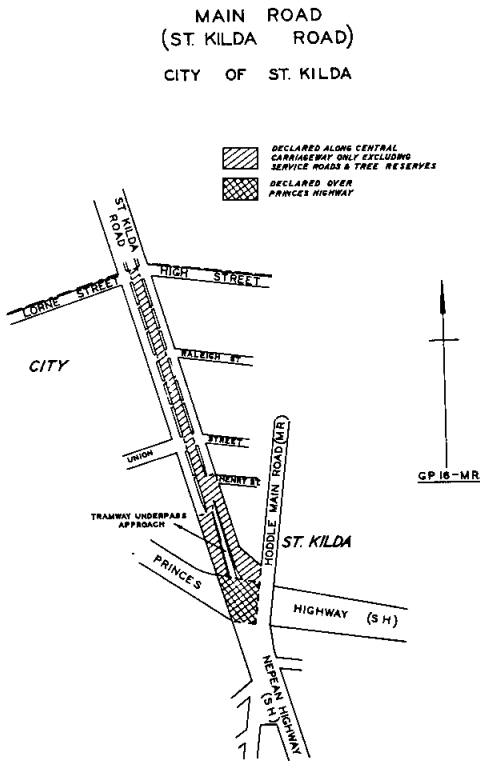 MAIN ROAD
(ST. KILDA ROAD)
CITY OF ST. KILDA
DECLARED ALONG CENTRAL
CARRIAGEWAY ONLY EXCLUDING
SERVICE ROADS & TREE RESERVES
DECLARED OVER
PRINCES HIGHWAY
ST KILDA
ROAD
LORNE STREET
HIGH STREET
CITY
RALEIGH ST.
UNION
STREET
HENRY ST.
HODDLE MAIN ROAD (MR)
GP 16-MR
TRAMWAY UNDERPASS
APPROACH
ST. KILDA
PRINCES
HIGHWAY (SH)
NEPEAN HIGHWAY
(SH)